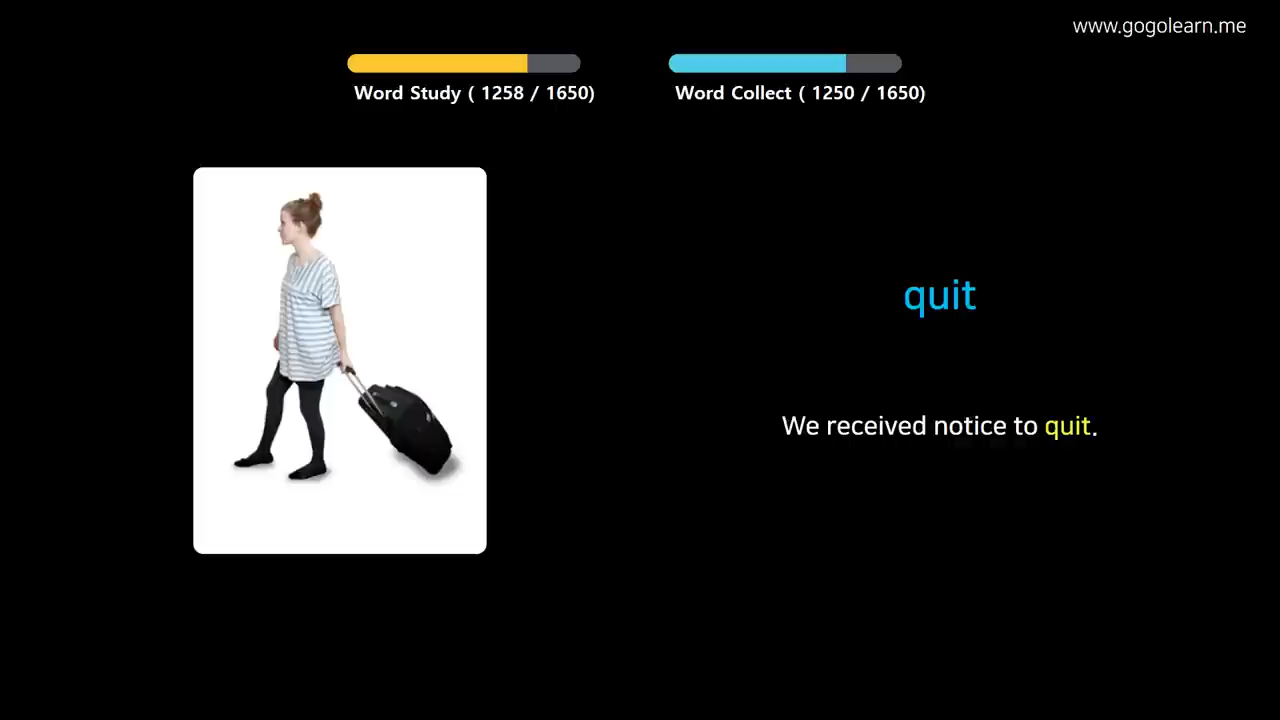 www.gogolearn.me
Word Study ( 1258 / 1650)
Word Collect ( 1250 / 1650)
quit
We received notice to quit.